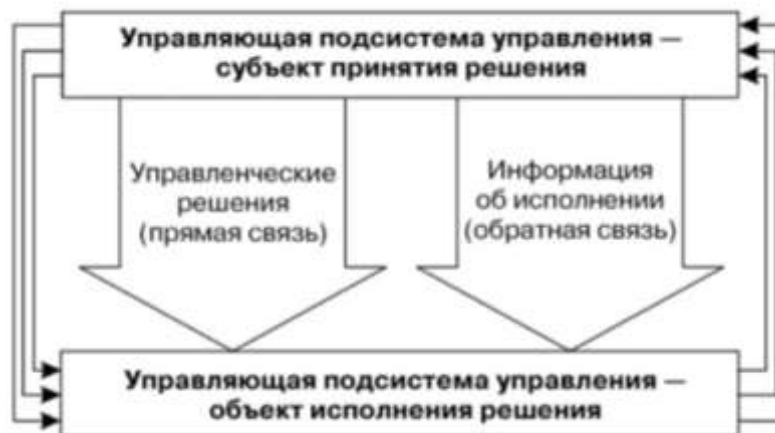 Управляющая подсистема управления —
субъект принятия решения
Управленческие
решения
(прямая связь)
Информация
об исполнении
(обратная связь)
Управляющая подсистема управления —
объект исполнения решения